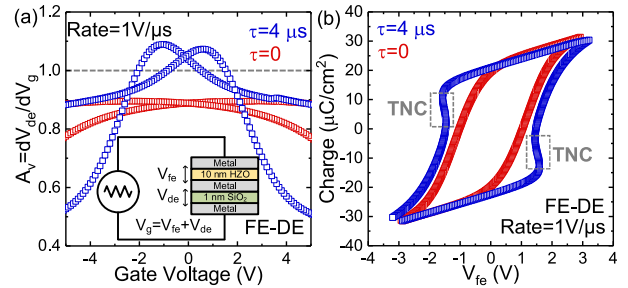 (a)
Rate=1V/μs
τ=4 μs
τ=0
A_v=dV_de/dV_g
1.2
1.0
0.8
0.6
0.4
Metal
10 nm HZO
Metal
1 nm SiO₂
Metal
V_fe
V_de
V_g=V_fe+V_de
FE-DE
-4 -2 0 2 4
Gate Voltage (V)
(b)
τ=4 μs
τ=0
Charge (μC/cm²)
40
30
20
10
0
-10
-20
-30
-40
TNC
TNC
FE-DE
Rate=1V/μs
-4 -3 -2 -1 0 1 2 3 4
V_fe (V)